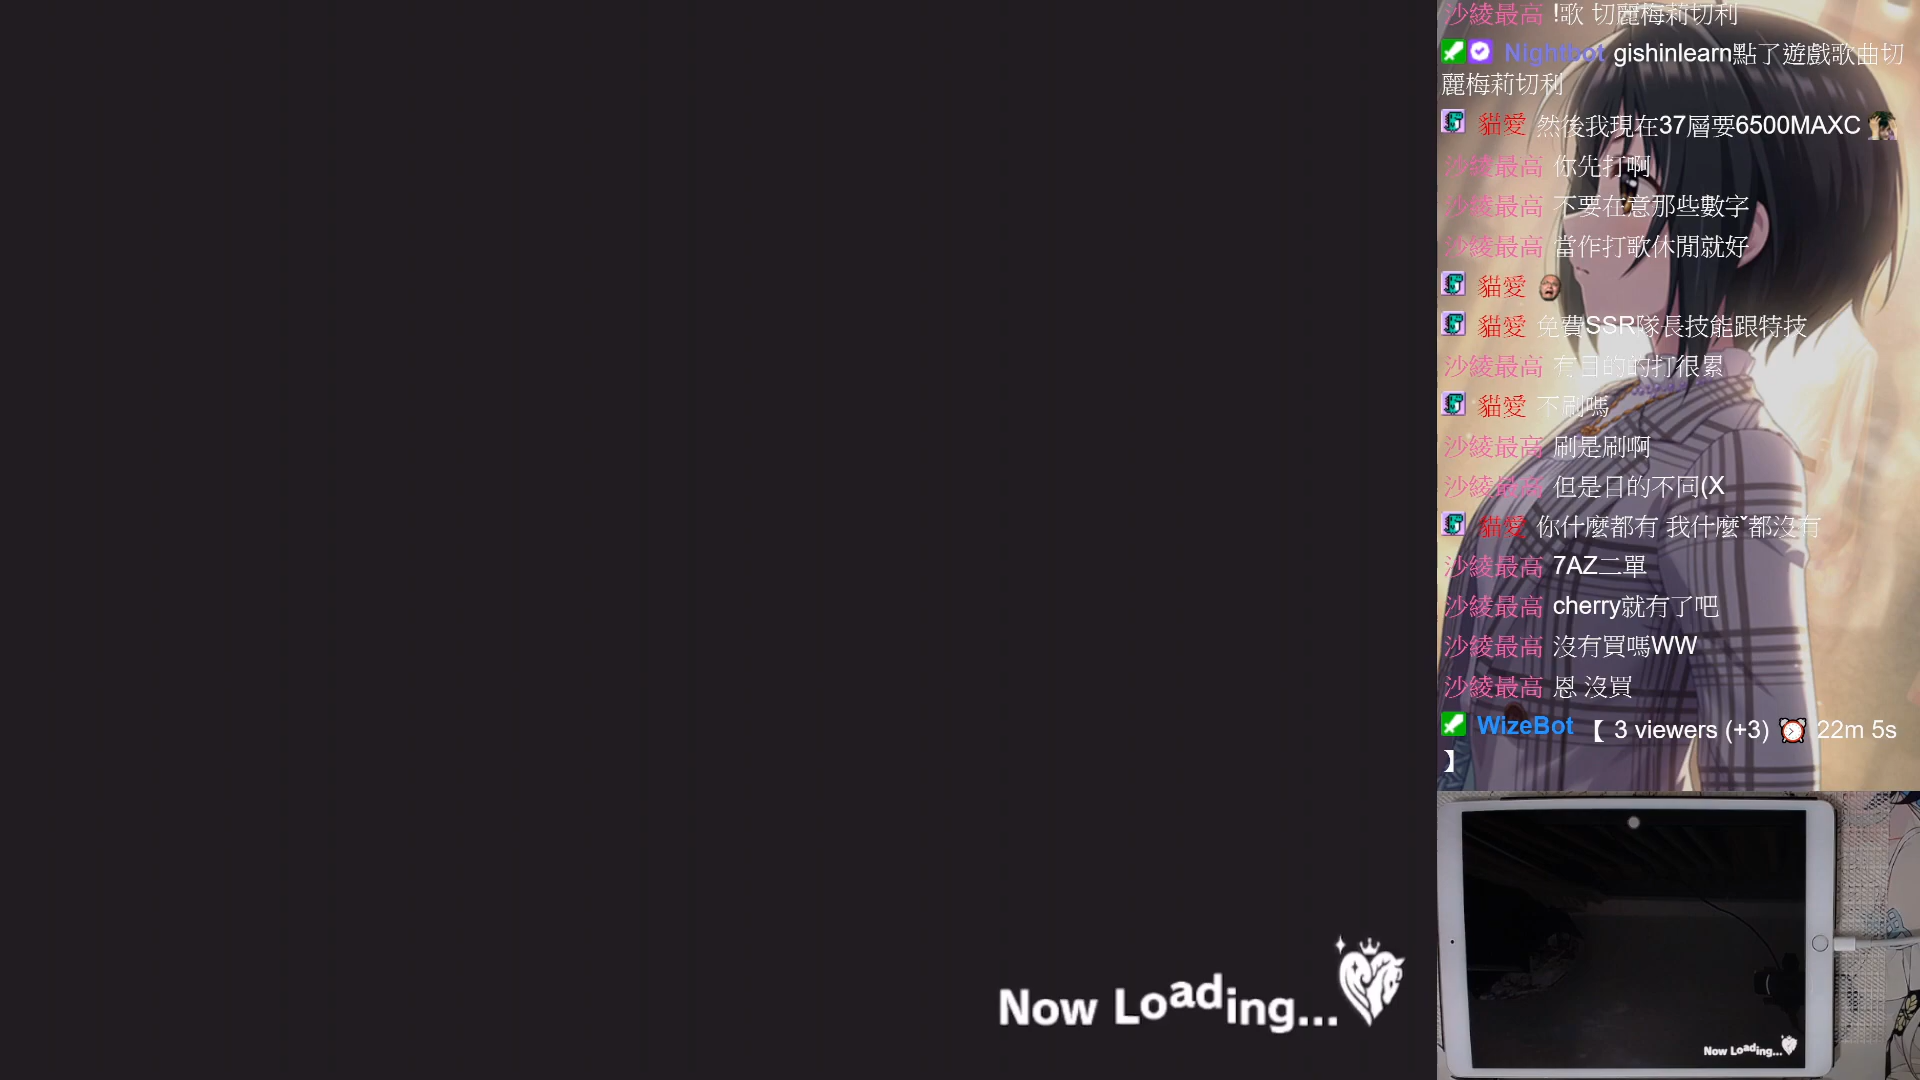 沙綾最高 !歌 切麗梅莉切利
Nightbot gishinlearn點了遊戲歌曲切
麗梅莉切利
貓愛 然後我現在37層要6500MAXC
沙綾最高 你先打啊
沙綾最高 不要在意那些數字
沙綾最高 當作打歌休閒就好
貓愛
貓愛 免費SSR隊長技能跟特技
沙綾最高 有目的的打很累
貓愛 不刷嗎
沙綾最高 刷是刷啊
沙綾最高 但是目的不同(X
貓愛 你什麼都有 我什麼ˇ都沒有
沙綾最高 7AZ二單
沙綾最高 cherry就有了吧
沙綾最高 沒有買嗎WW
沙綾最高 恩 沒買
WizeBot 【 3 viewers (+3) ⏰ 22m 5s
】
Now Loading...
Now Loading...